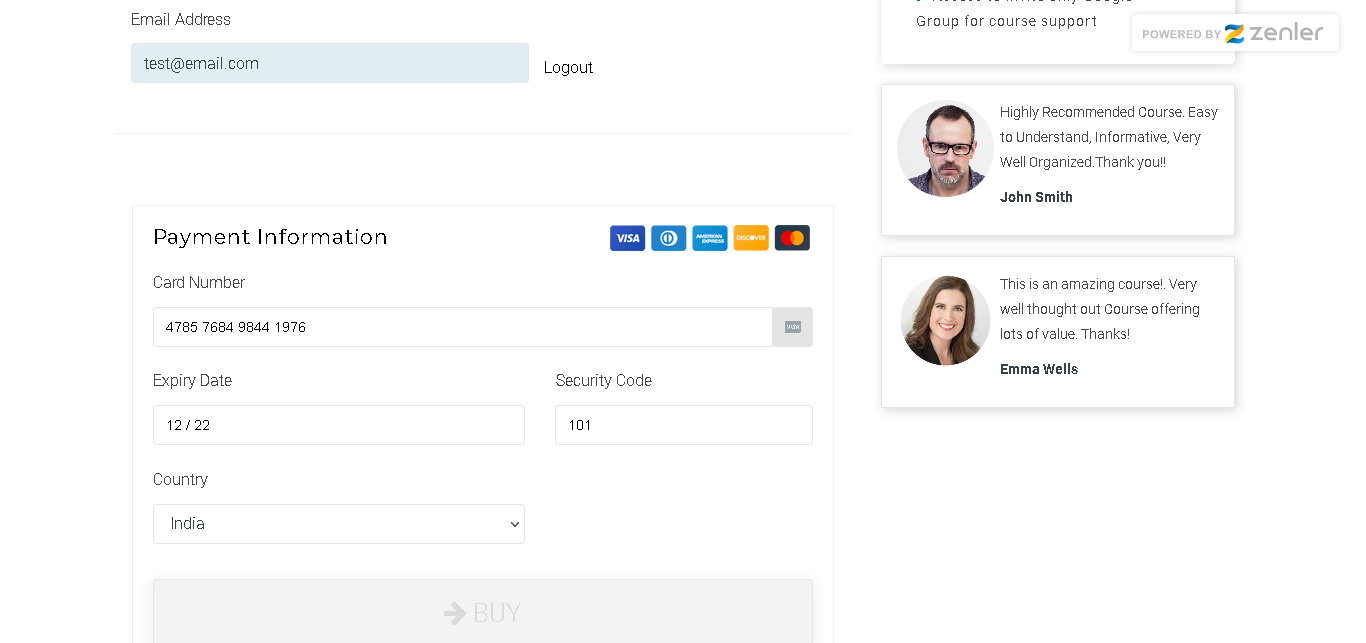 Email Address
test@email.com
Logout
Payment Information
VISA
AMERICAN EXPRESS
DISCOVER
Card Number
4785 7684 9844 1976
VISA
Expiry Date
Security Code
12 / 22
101
Country
India
BUY
Group for course support
POWERED BY zenler
Highly Recommended Course. Easy
to Understand, Informative, Very
Well Organized.Thank you!!
John Smith
This is an amazing course!. Very
well thought out Course offering
lots of value. Thanks!
Emma Wells